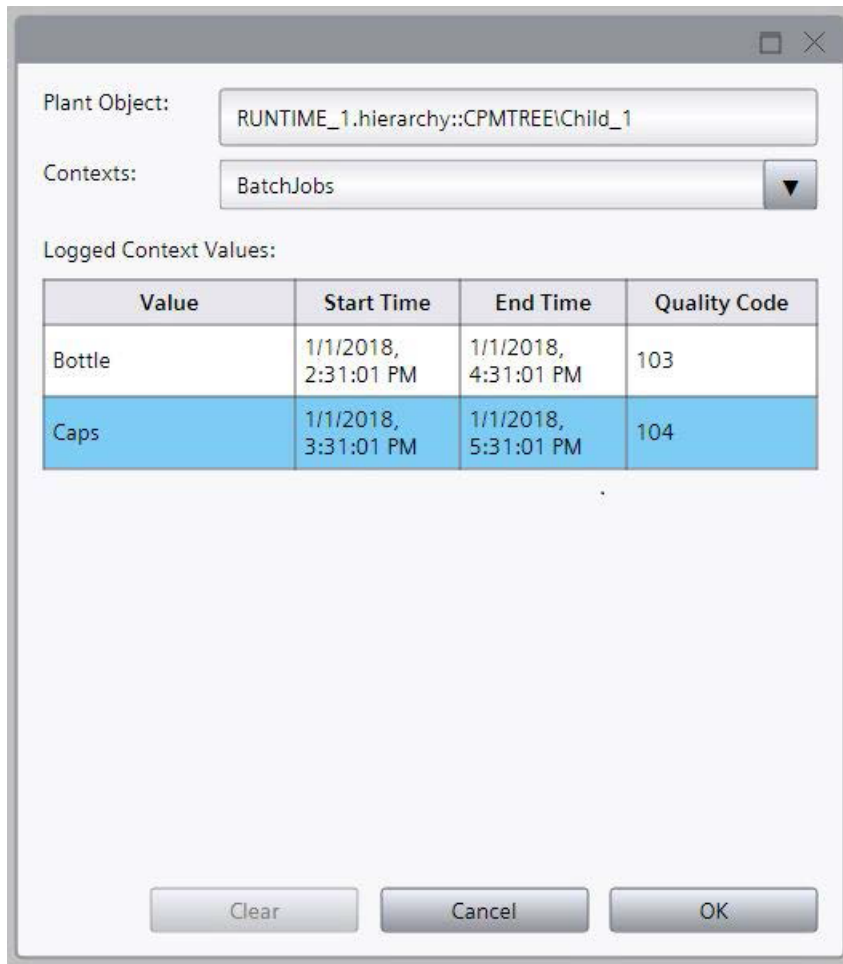 Plant Object:
RUNTIME_1.hierarchy::CPMTREE\Child_1
Contexts:
BatchJobs
Logged Context Values:
Value Start Time End Time Quality Code
Bottle 1/1/2018, 2:31:01 PM 1/1/2018, 4:31:01 PM 103
Caps 1/1/2018, 3:31:01 PM 1/1/2018, 5:31:01 PM 104
Clear Cancel OK